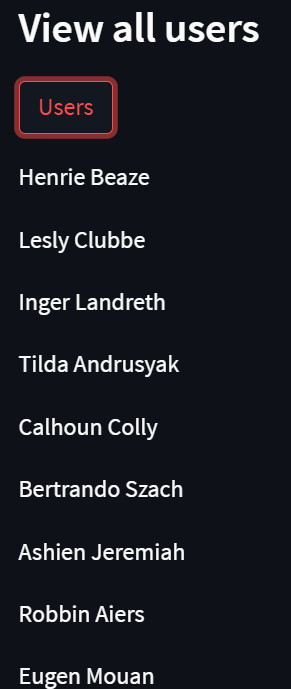 View all users
Users
Henrie Beaze
Lesly Clubbe
Inger Landreth
Tilda Andrusyak
Calhoun Colly
Bertrando Szach
Ashien Jeremiah
Robbin Aiers
Eugen Mouan